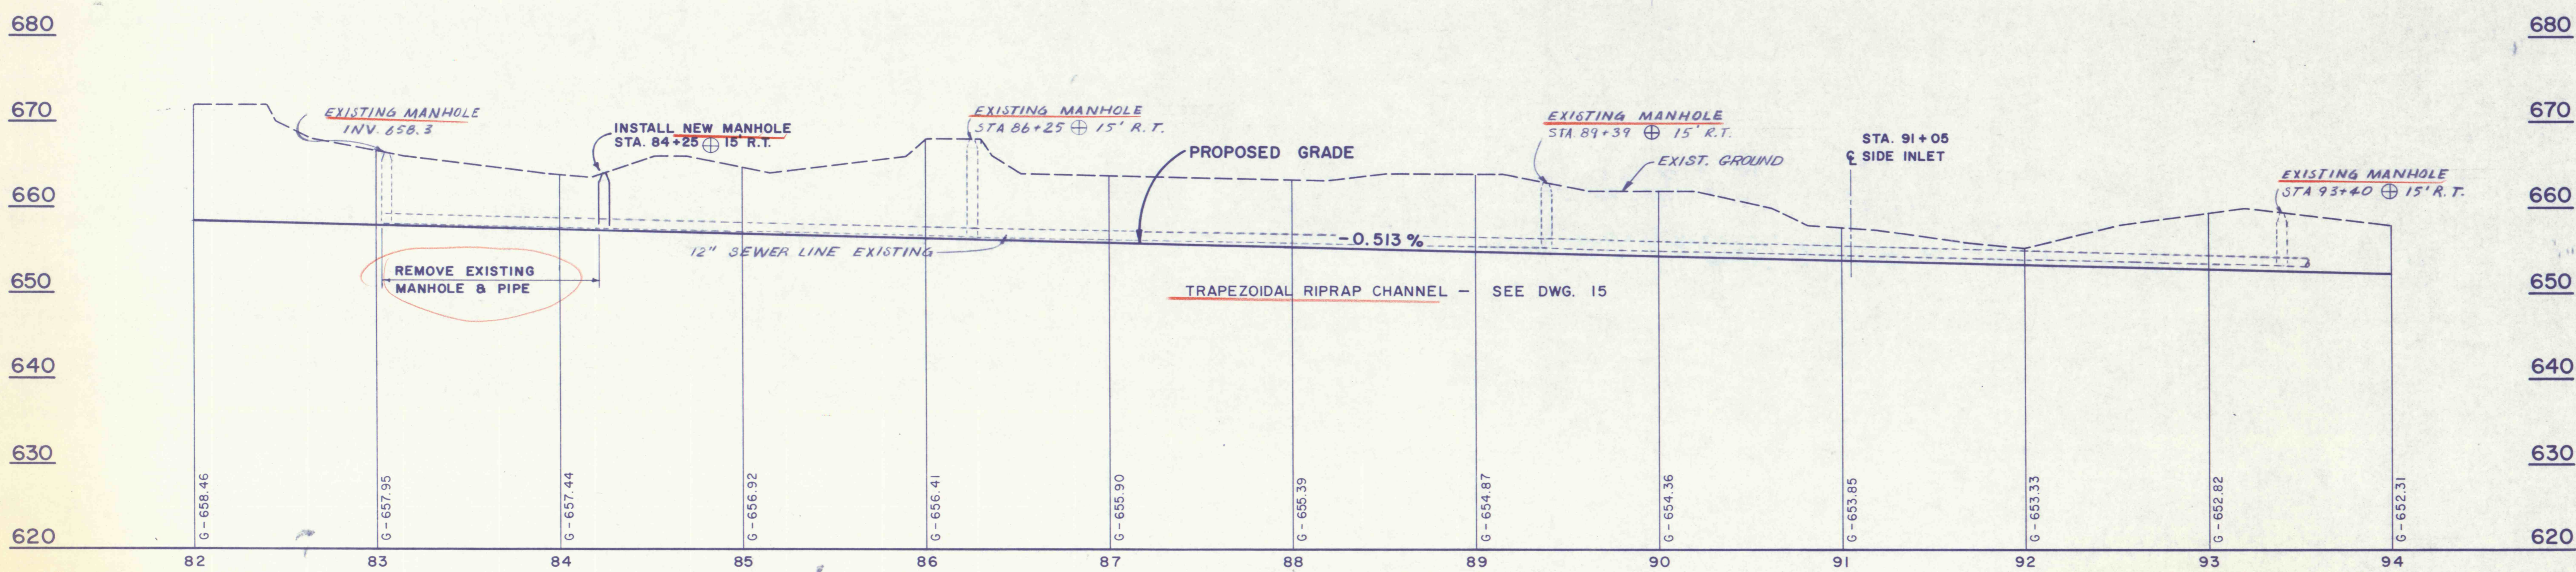 680
680
670
EXISTING MANHOLE
INV. 658.3
INSTALL NEW MANHOLE
STA. 84+25 ⊕ 15' R.T.
EXISTING MANHOLE
STA 86+25 ⊕ 15' R.T.
PROPOSED GRADE
EXISTING MANHOLE
STA. 89+39 ⊕ 15' R.T.
EXIST. GROUND
STA. 91+05
℄ SIDE INLET
EXISTING MANHOLE
STA 93+40 ⊕ 15' R.T.
670
660
660
12" SEWER LINE EXISTING
-0.513 %
REMOVE EXISTING
MANHOLE & PIPE
TRAPEZOIDAL RIPRAP CHANNEL - SEE DWG. 15
650
650
640
640
630
630
G-658.46
G-657.95
G-657.44
G-656.92
G-656.41
G-655.90
G-655.39
G-654.87
G-654.36
G-653.85
G-653.33
G-652.82
G-652.31
620
620
82 83 84 85 86 87 88 89 90 91 92 93 94